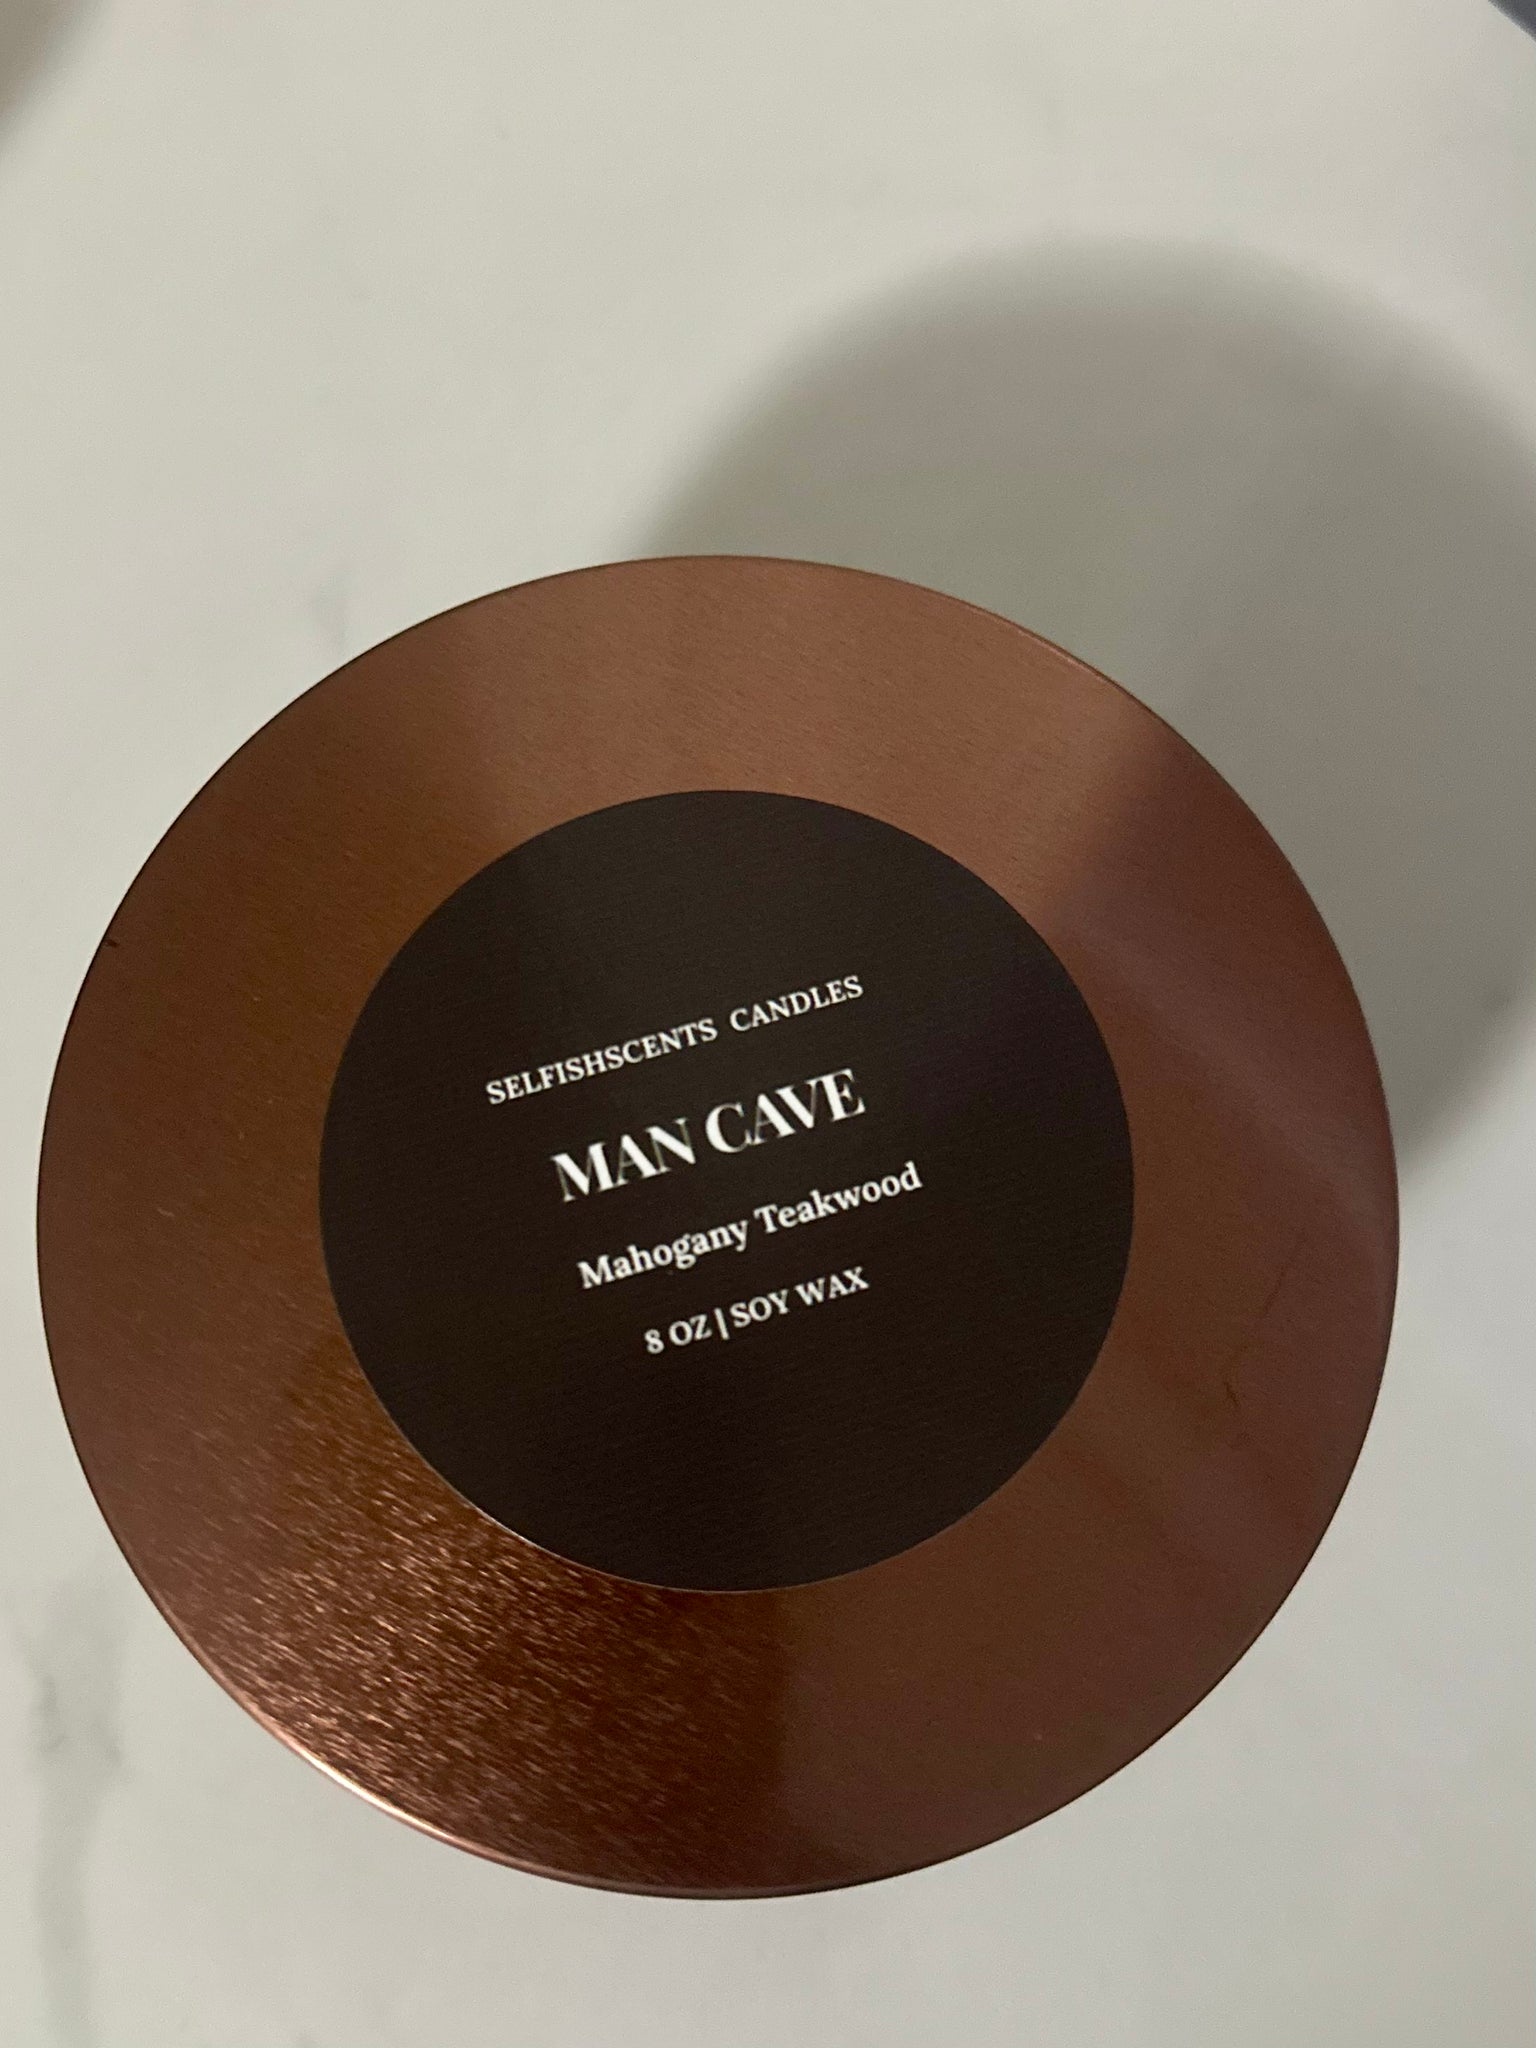 SELFISHSCENTS CANDLES
MAN CAVE
Mahogany Teakwood
8 OZ | SOY WAX